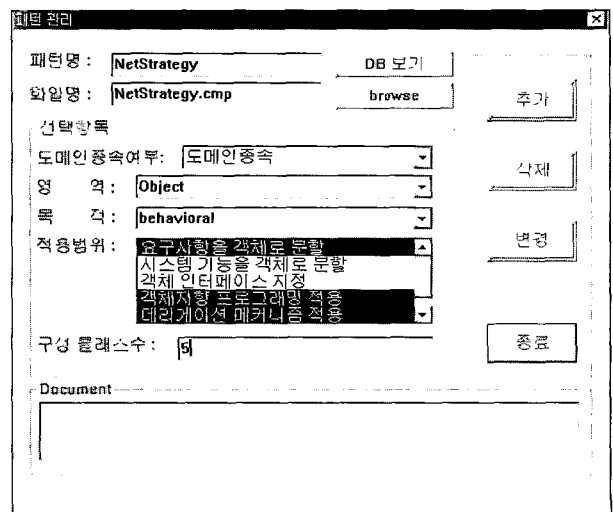 패턴 관리
패턴명 : NetStrategy DB 보기
화일명 : NetStrategy.cmp browse
추가
선택항목
도메인종속여부: 도메인종속
삭제
영 역 : Object
목 적 : behavioral
변경
적용범위 : 요구사항을 객체로 분할
시스템 기능을 객체로 분할
객체 인터페이스 지정
객체지향 프로그래밍 적용
데리게이션 메커니즘 적용
구성 클래스수 : 5
종료
Document